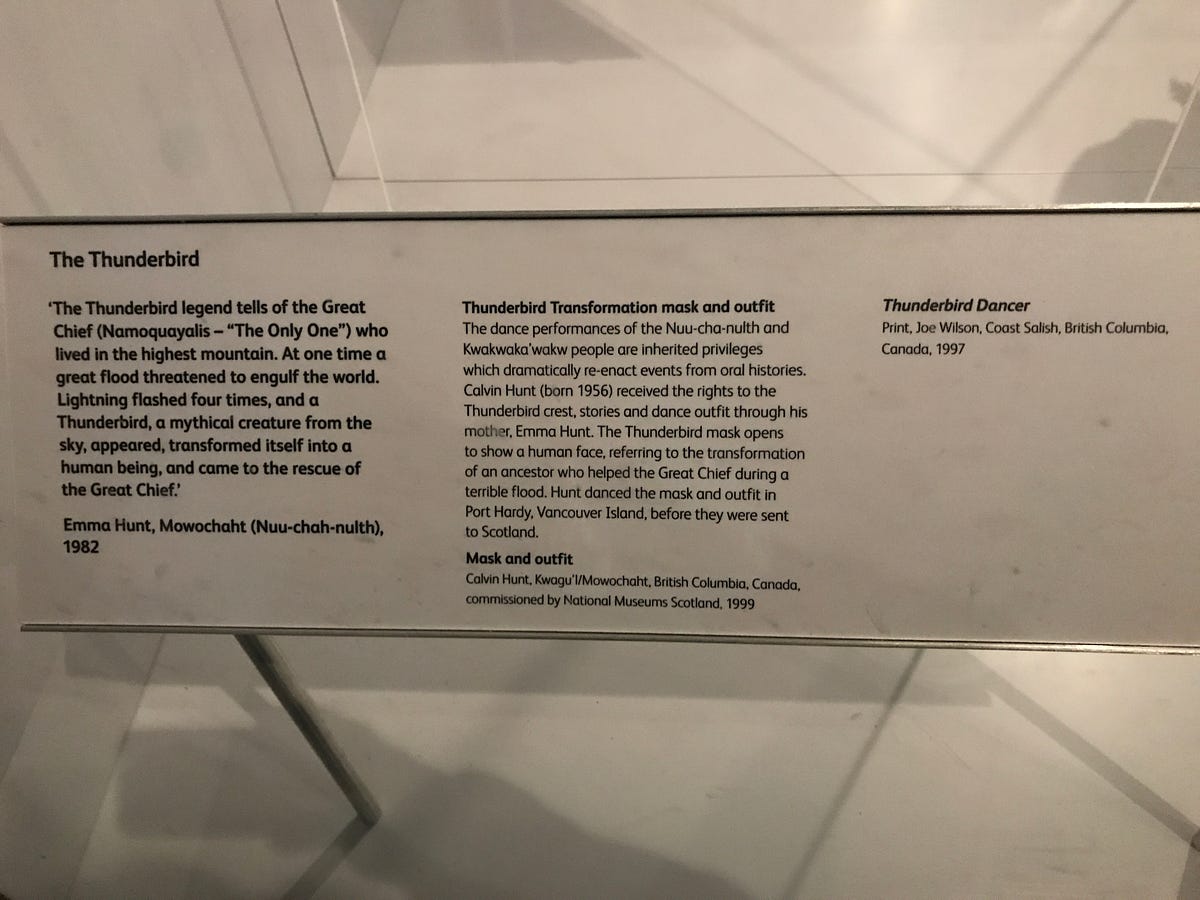 The Thunderbird
‘The Thunderbird legend tells of the Great
Chief (Namoquayalis – “The Only One”) who
lived in the highest mountain. At one time a
great flood threatened to engulf the world.
Lightning flashed four times, and a
Thunderbird, a mythical creature from the
sky, appeared, transformed itself into a
human being, and came to the rescue of
the Great Chief.’
Emma Hunt, Mowochaht (Nuu-chah-nulth),
1982
Thunderbird Transformation mask and outfit
The dance performances of the Nuu-cha-nulth and
Kwakwaka'wakw people are inherited privileges
which dramatically re-enact events from oral histories.
Calvin Hunt (born 1956) received the rights to the
Thunderbird crest, stories and dance outfit through his
mother, Emma Hunt. The Thunderbird mask opens
to show a human face, referring to the transformation
of an ancestor who helped the Great Chief during a
terrible flood. Hunt danced the mask and outfit in
Port Hardy, Vancouver Island, before they were sent
to Scotland.
Mask and outfit
Calvin Hunt, Kwagu'l/Mowochaht, British Columbia, Canada,
commissioned by National Museums Scotland, 1999
Thunderbird Dancer
Print, Joe Wilson, Coast Salish, British Columbia,
Canada, 1997